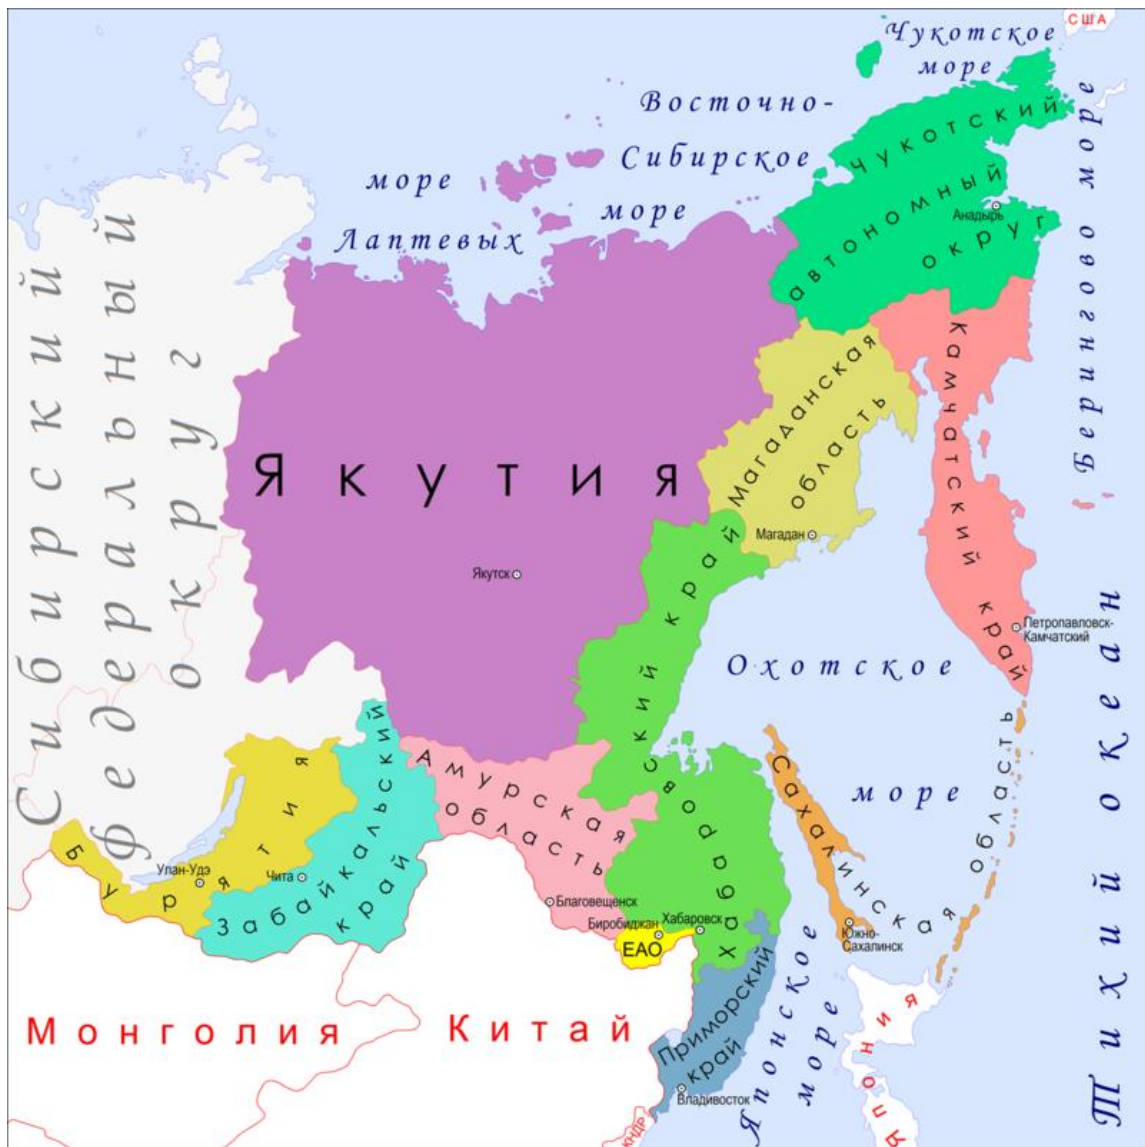 США
Чукотское
море
Восточно-
Сибирское
море
море
Лаптевых
Чукотский
автономный
округ
Анадырь
Берингово море
Сибирский
федеральный
округ
Якутия
Якутск
Магаданская
область
Магадан
Камчатский край
Петропавловск-
Камчатский
Охотское
море
Хабаровский край
Хабаровск
Амурская
область
Благовещенск
Биробиджан
ЕАО
Бурятия
Улан-Удэ
Забайкальский
край
Чита
Сахалинская область
Южно-
Сахалинск
Приморский
край
Владивосток
Японское
море
Тихий океан
Монголия
Китай
КНДР
Япония